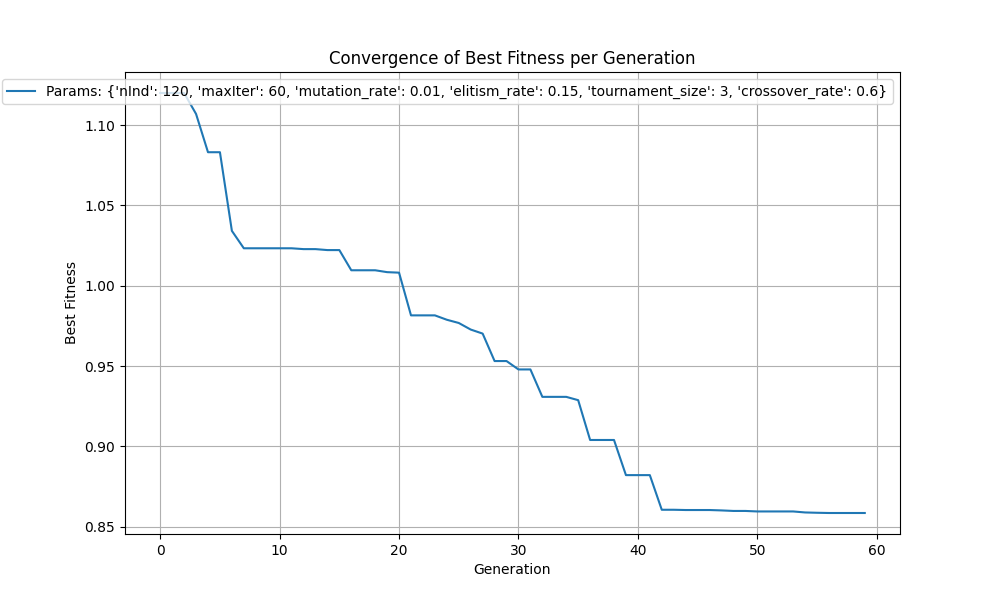 Convergence of Best Fitness per Generation
Params: {'nInd': 120, 'maxIter': 60, 'mutation_rate': 0.01, 'elitism_rate': 0.15, 'tournament_size': 3, 'crossover_rate': 0.6}
1.10
1.05
1.00
0.95
0.90
0.85
Best Fitness
0 10 20 30 40 50 60
Generation